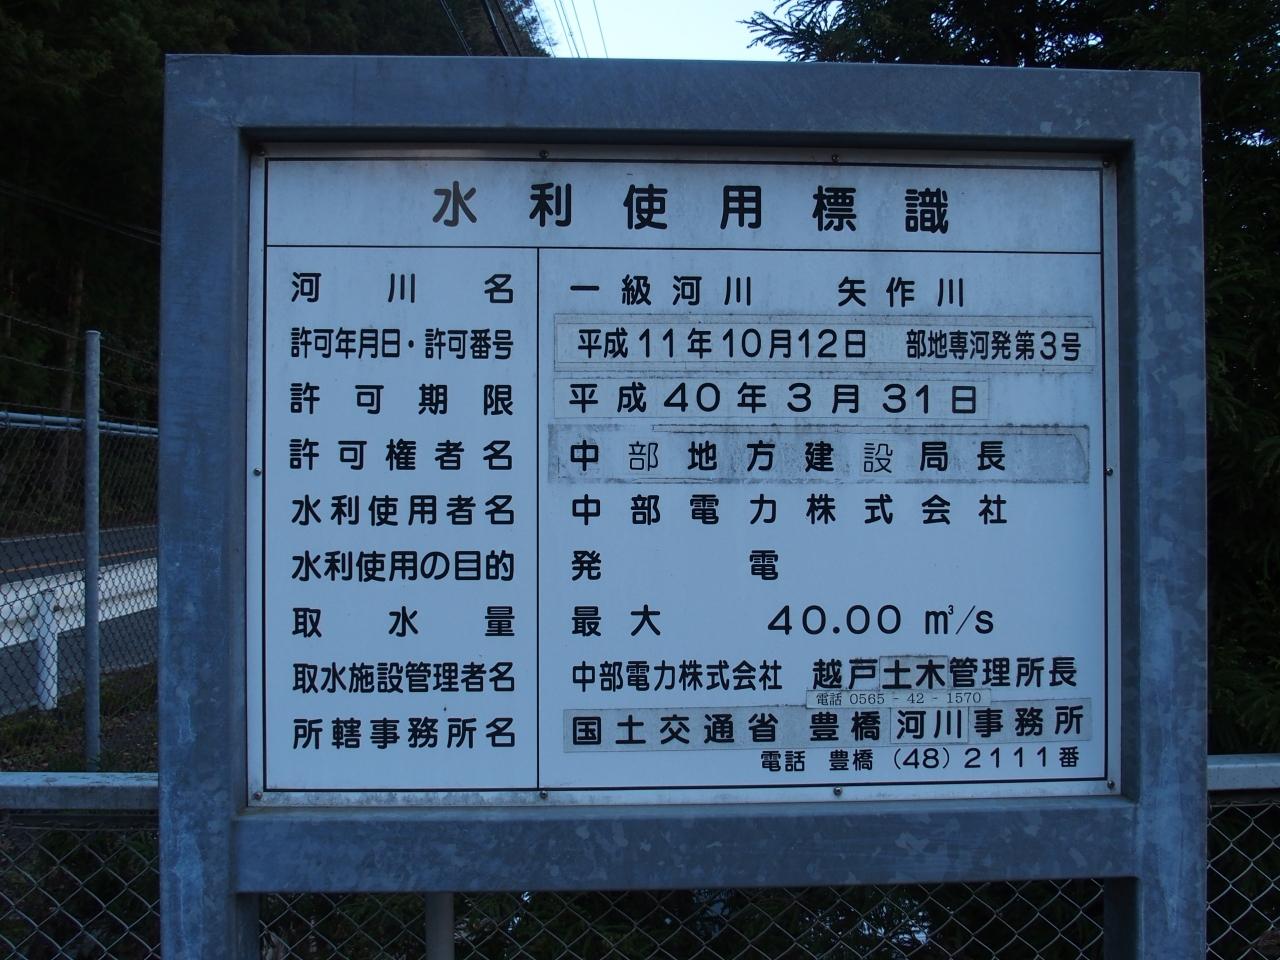 水利使用標識
河川名 一級河川 矢作川
許可年月日・許可番号 平成11年10月12日 部地専河発第3号
許可期限 平成40年3月31日
許可権者名 中部地方建設局長
水利使用者名 中部電力株式会社
水利使用の目的 発電
取水量 最大 40.00 m³/s
取水施設管理者名 中部電力株式会社 越戸土木管理所長
電話 0565-42-1570
所轄事務所名 国土交通省 豊橋河川事務所
電話 豊橋 (48) 2111番